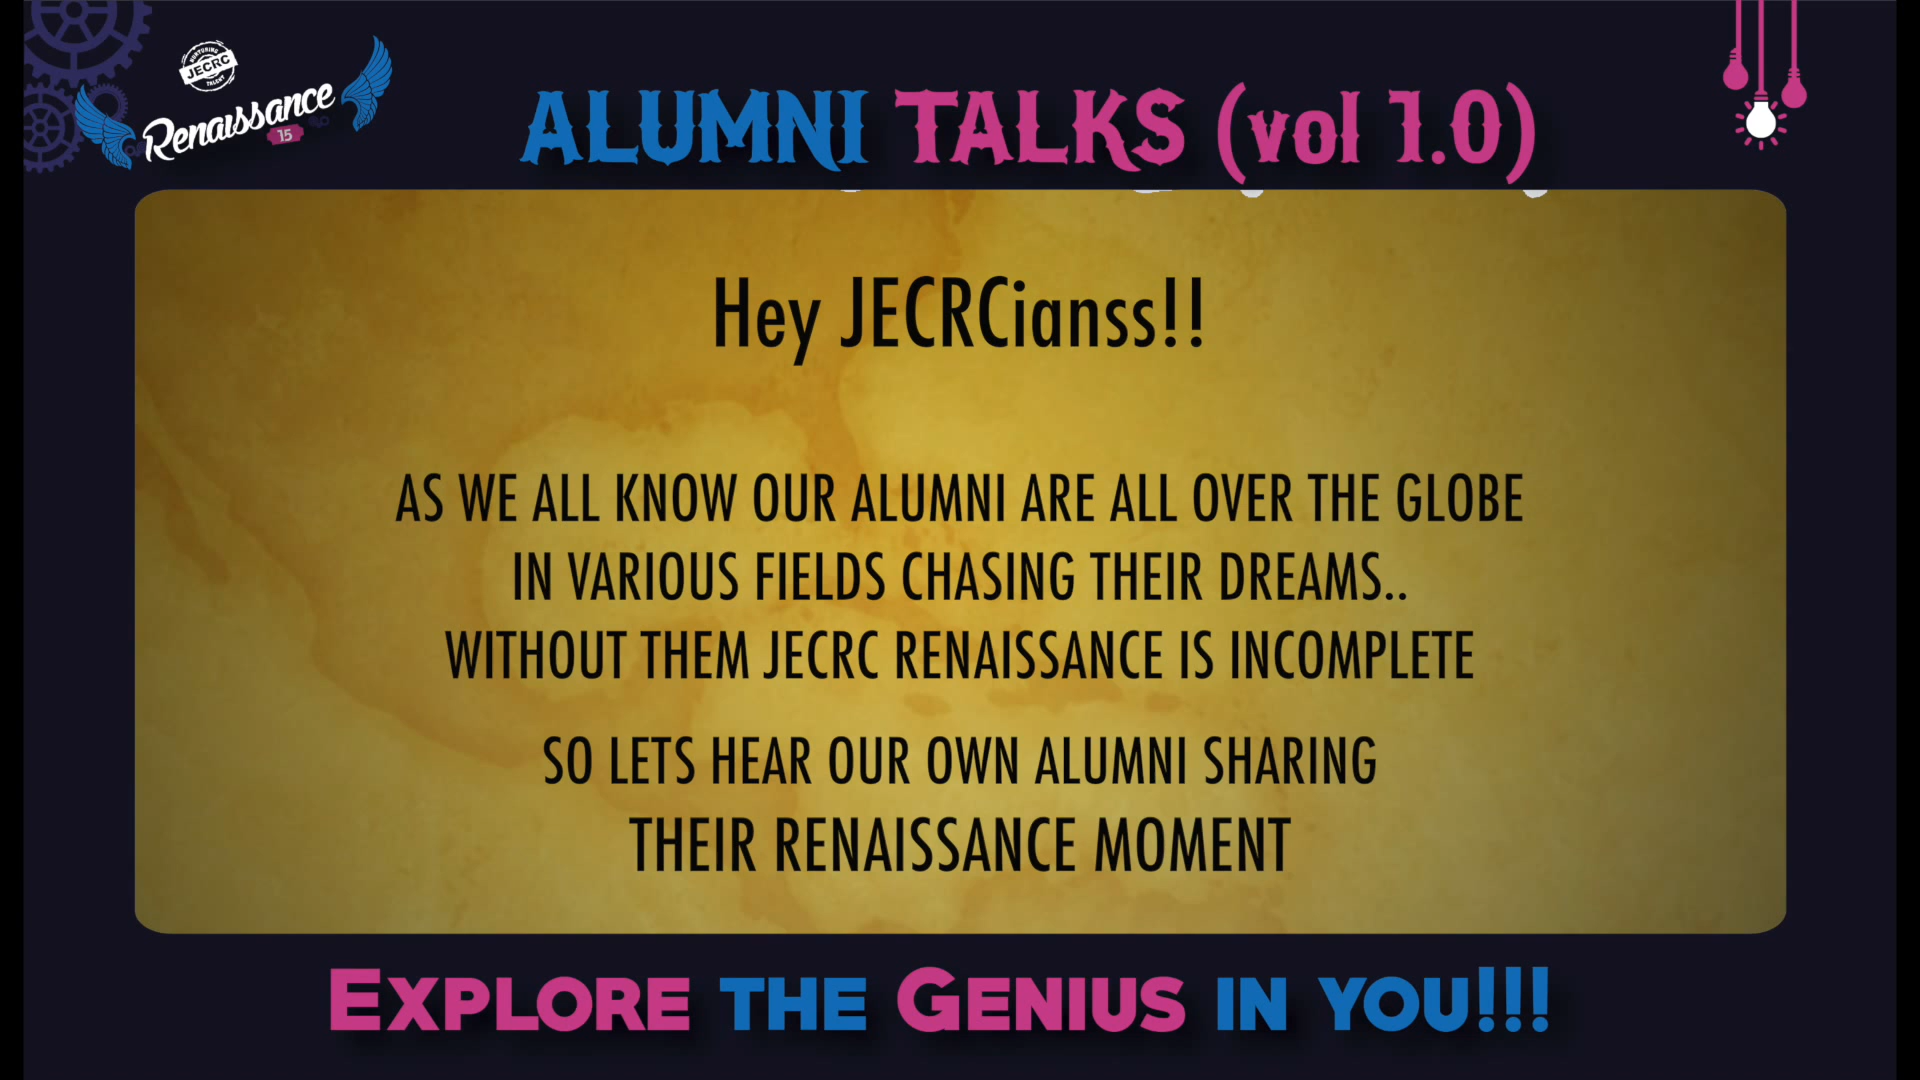 NURTURING
JECRC
TALENT
Renaissance
15
ALUMNI TALKS (vol 1.0)
Hey JECRCianss!!
AS WE ALL KNOW OUR ALUMNI ARE ALL OVER THE GLOBE
IN VARIOUS FIELDS CHASING THEIR DREAMS..
WITHOUT THEM JECRC RENAISSANCE IS INCOMPLETE
SO LETS HEAR OUR OWN ALUMNI SHARING
THEIR RENAISSANCE MOMENT
EXPLORE THE GENIUS IN YOU!!!